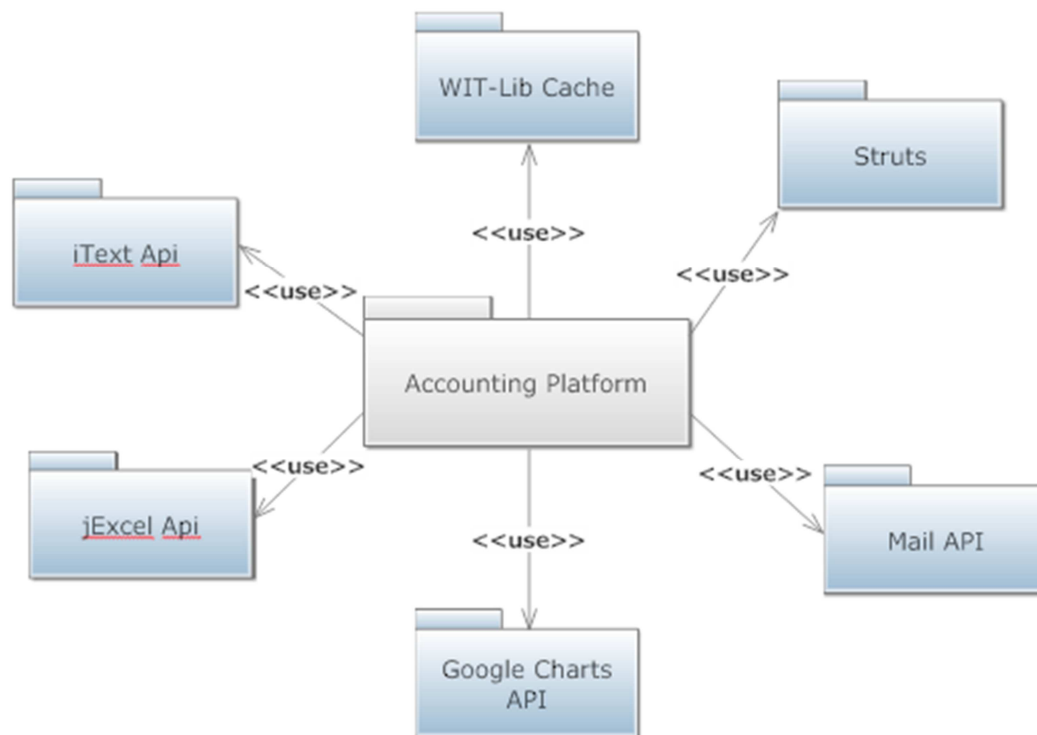 WIT-Lib Cache
Struts
<<use>>
iText Api
<<use>>
<<use>>
Accounting Platform
<<use>>
<<use>>
jExcel Api
<<use>>
Mail API
Google Charts
API